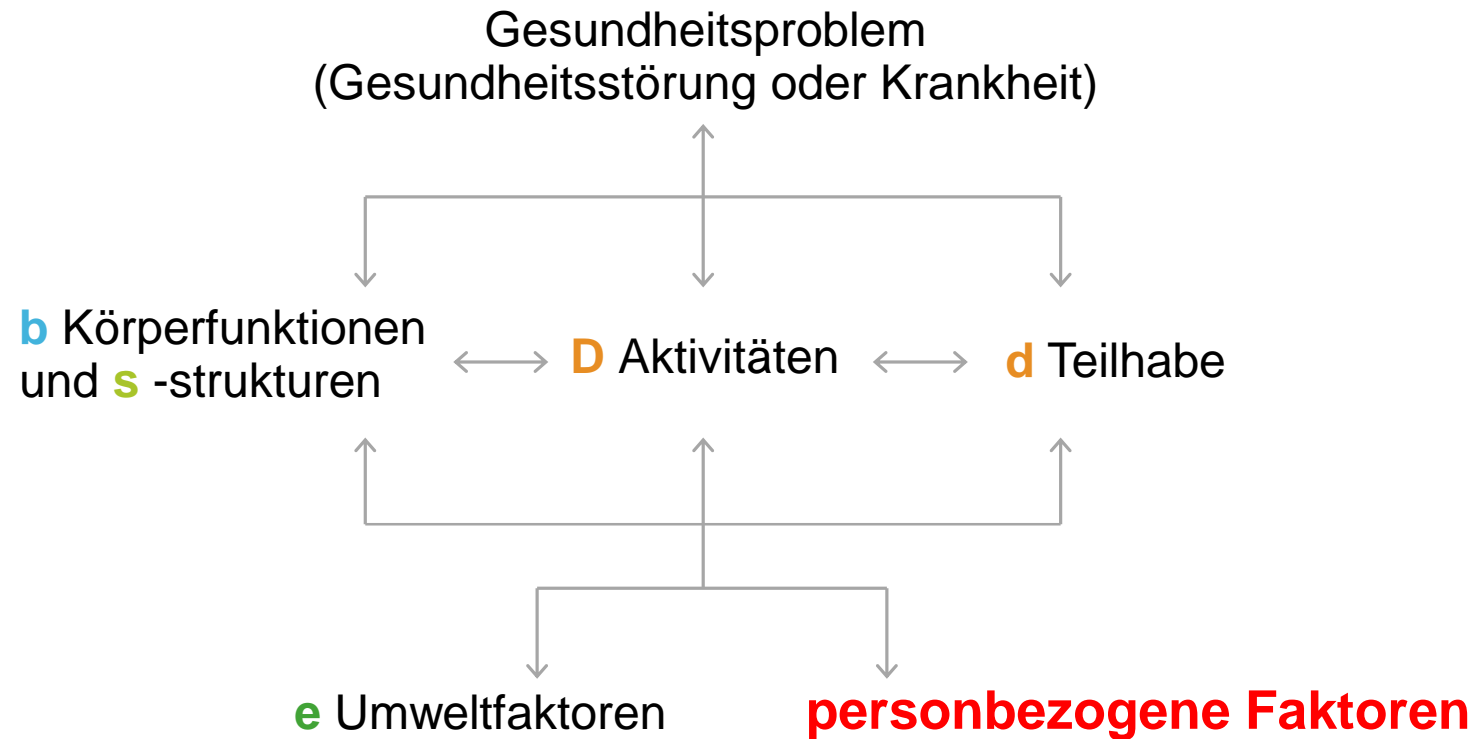 Gesundheitsproblem
(Gesundheitsstörung oder Krankheit)
b Körperfunktionen
und s -strukturen
D Aktivitäten
d Teilhabe
e Umweltfaktoren
personbezogene Faktoren